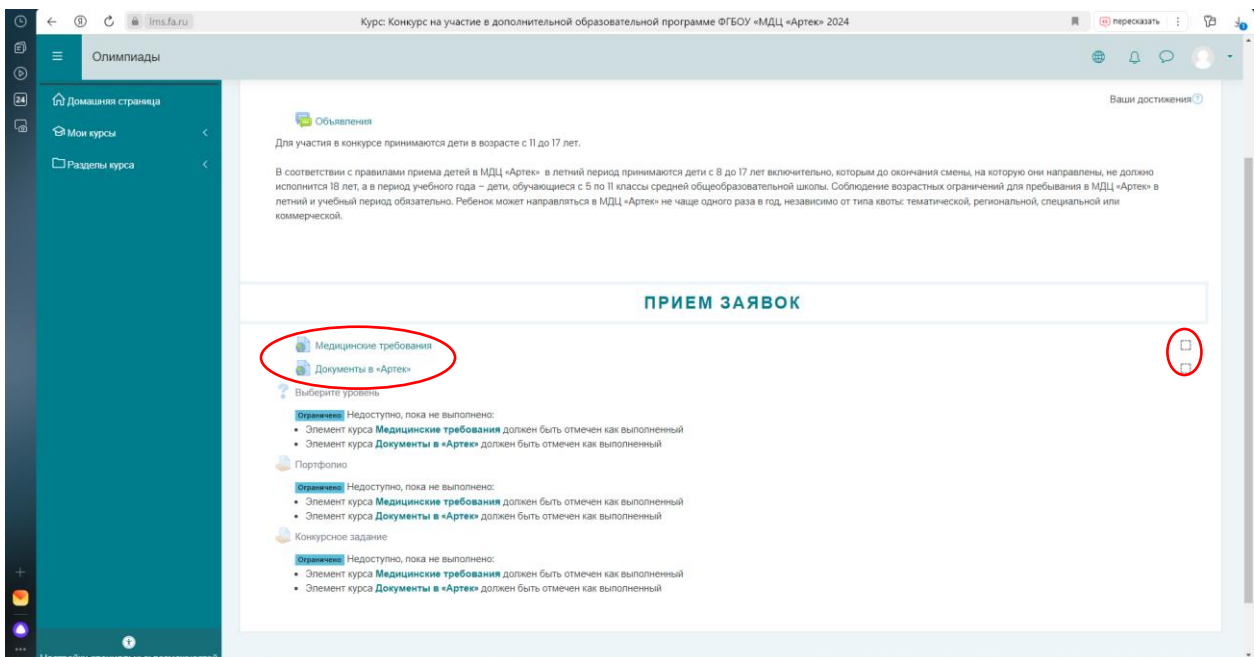 lms.fa.ru
Курс: Конкурс на участие в дополнительной образовательной программе ФГБОУ «МДЦ «Артек» 2024
пересказать
24
Олимпиады
Домашняя страница
Мои курсы
Разделы курса
Ваши достижения
Объявления
Для участия в конкурсе принимаются дети в возрасте с 11 до 17 лет.
В соответствии с правилами приема детей в МДЦ «Артек» в летний период принимаются дети с 8 до 17 лет включительно, которым до окончания смены, на которую они направлены, не должно
исполнится 18 лет, а в период учебного года – дети, обучающиеся с 5 по 11 классы средней общеобразовательной школы. Соблюдение возрастных ограничений для пребывания в МДЦ «Артек» в
летний и учебный период обязательно. Ребенок может направляться в МДЦ «Артек» не чаще одного раза в год, независимо от типа квоты: тематической, региональной, специальной или
коммерческой.
ПРИЕМ ЗАЯВОК
Медицинские требования
Документы в «Артек»
Выберите уровень
Ограничено Недоступно, пока не выполнено:
• Элемент курса Медицинские требования должен быть отмечен как выполненный
• Элемент курса Документы в «Артек» должен быть отмечен как выполненный
Портфолио
Ограничено Недоступно, пока не выполнено:
• Элемент курса Медицинские требования должен быть отмечен как выполненный
• Элемент курса Документы в «Артек» должен быть отмечен как выполненный
Конкурсное задание
Ограничено Недоступно, пока не выполнено:
• Элемент курса Медицинские требования должен быть отмечен как выполненный
• Элемент курса Документы в «Артек» должен быть отмечен как выполненный